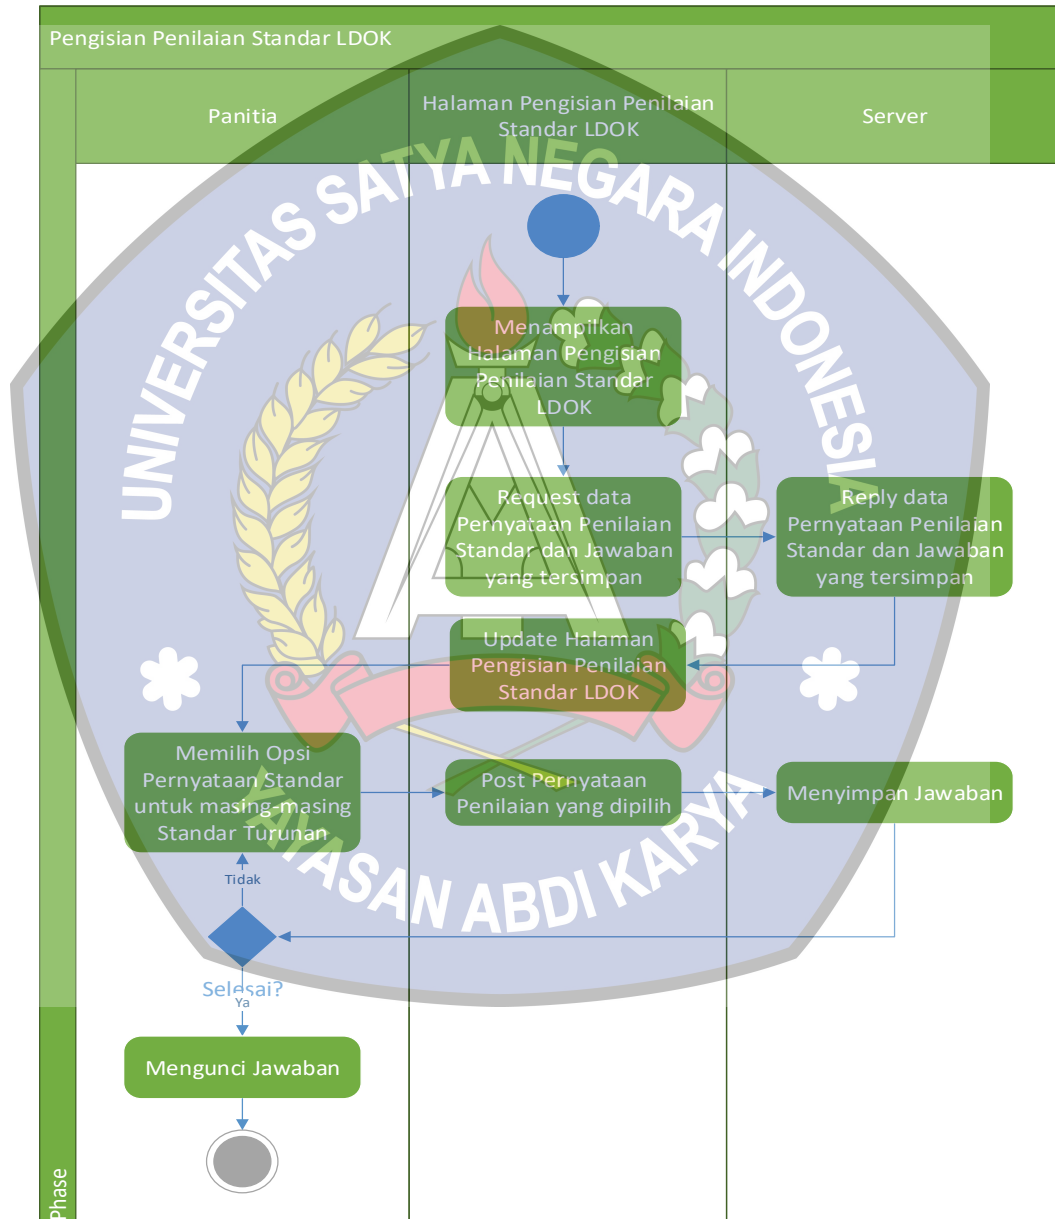 Pengisian Penilaian Standar LDOK
Panitia
Halaman Pengisian Penilaian
Standar LDOK
Server
UNIVERSITAS SATYA NEGARA INDONESIA
Menampilkan
Halaman Pengisian
Penilaian Standar
LDOK
Request data
Pernyataan Penilaian
Standar dan Jawaban
yang tersimpan
Reply data
Pernyataan Penilaian
Standar dan Jawaban
yang tersimpan
Update Halaman
Pengisian Penilaian
Standar LDOK
Memilih Opsi
Pernyataan Standar
untuk masing-masing
Standar Turunan
Post Pernyataan
Penilaian yang dipilih
Menyimpan Jawaban
YAYASAN ABDI KARYA
Tidak
Selesai?
Ya
Mengunci Jawaban
Phase